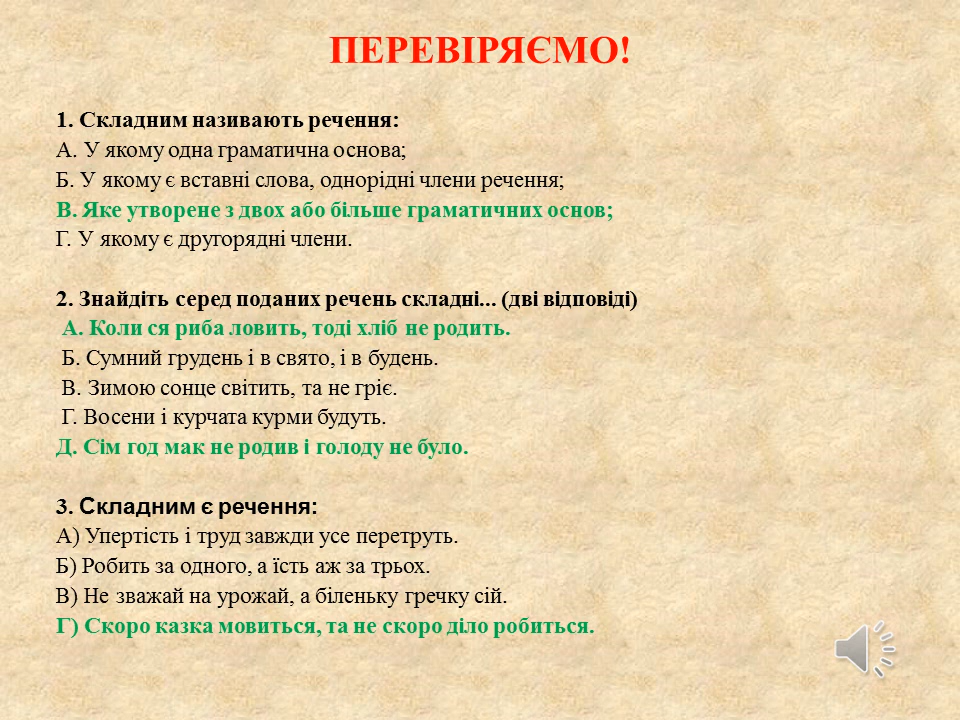 ПЕРЕВІРЯЄМО!
1. Складним називають речення:
А. У якому одна граматична основа;
Б. У якому є вставні слова, однорідні члени речення;
В. Яке утворене з двох або більше граматичних основ;
Г. У якому є другорядні члени.
2. Знайдіть серед поданих речень складні... (дві відповіді)
А. Коли ся риба ловить, тоді хліб не родить.
Б. Сумний грудень і в свято, і в будень.
В. Зимою сонце світить, та не гріє.
Г. Восени і курчата курми будуть.
Д. Сім год мак не родив і голоду не було.
3. Складним є речення:
А) Упертість і труд завжди усе перетруть.
Б) Робить за одного, а їсть аж за трьох.
В) Не зважай на урожай, а біленьку гречку сій.
Г) Скоро казка мовиться, та не скоро діло робиться.